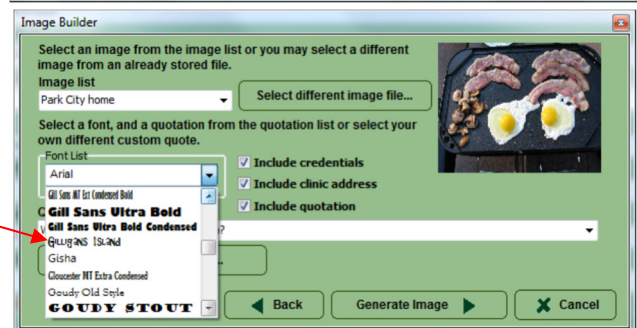 Image Builder
Select an image from the image list or you may select a different
image from an already stored file.
Image list
Park City home
Select different image file...
Select a font, and a quotation from the quotation list or select your
own different custom quote.
Font List
Arial
Include credentials
Include clinic address
Include quotation
Gill Sans MT Ext Condensed Bold
Gill Sans Ultra Bold
Gill Sans Ultra Bold Condensed
Gilligans Island
Gisha
Gloucester MT Extra Condensed
Goudy Old Style
GOUDY STOUT
?
...
Back
Generate Image
Cancel